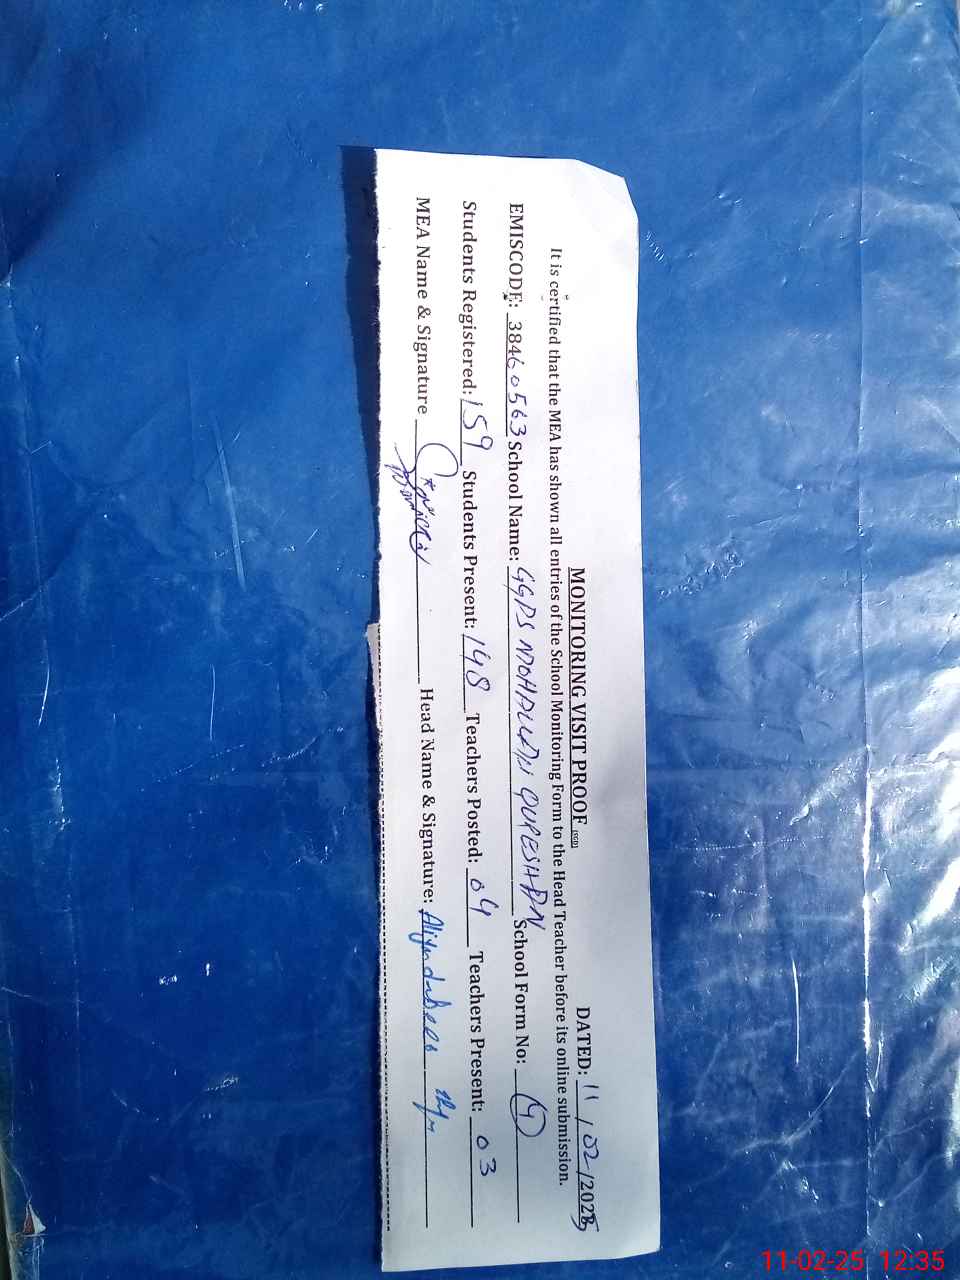 MONITORING VISIT PROOF (SGD) DATED: 11/02/2025
It is certified that the MEA has shown all entries of the School Monitoring Form to the Head Teacher before its online submission.
EMISCODE: 38460563 School Name: GGPS MOHALLAH QURESHIAN School Form No: 4
Students Registered: 159 Students Present: 148 Teachers Posted: 04 Teachers Present: 03
MEA Name & Signature Head Name & Signature:
11-02-25 12:35